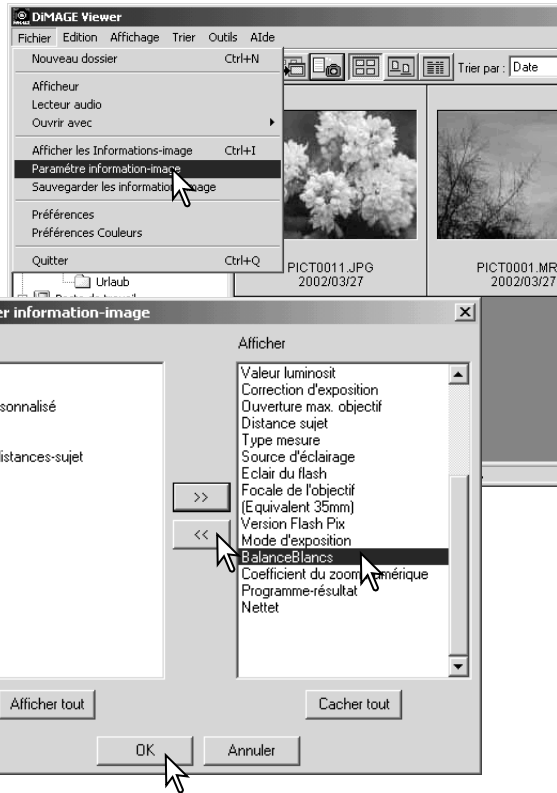 DiMAGE Viewer
Fichier Edition Affichage Trier Outils AIde
Nouveau dossier Ctrl+N
Afficheur
Lecteur audio
Ouvrir avec
Afficher les Informations-image Ctrl+I
Paramétre information-image
Sauvegarder les information
age
Préférences
Préférences Couleurs
Quitter Ctrl+Q
Trier par : Date
PICT0011.JPG
2002/03/27
PICT0001.MR
2002/03/27
Urlaub
er information-image
Afficher
sonnalisé
listances-sujet
Valeur luminosit
Correction d'exposition
Ouverture max. objectif
Distance sujet
Type mesure
Source d'éclairage
Eclair du flash
Focale de l'objectif
(Equivalent 35mm)
Version Flash Pix
Mode d'exposition
BalanceBlancs
Coefficient du zoom numérique
Programme-résultat
Nettet
>>
<<
Afficher tout
Cacher tout
OK
Annuler